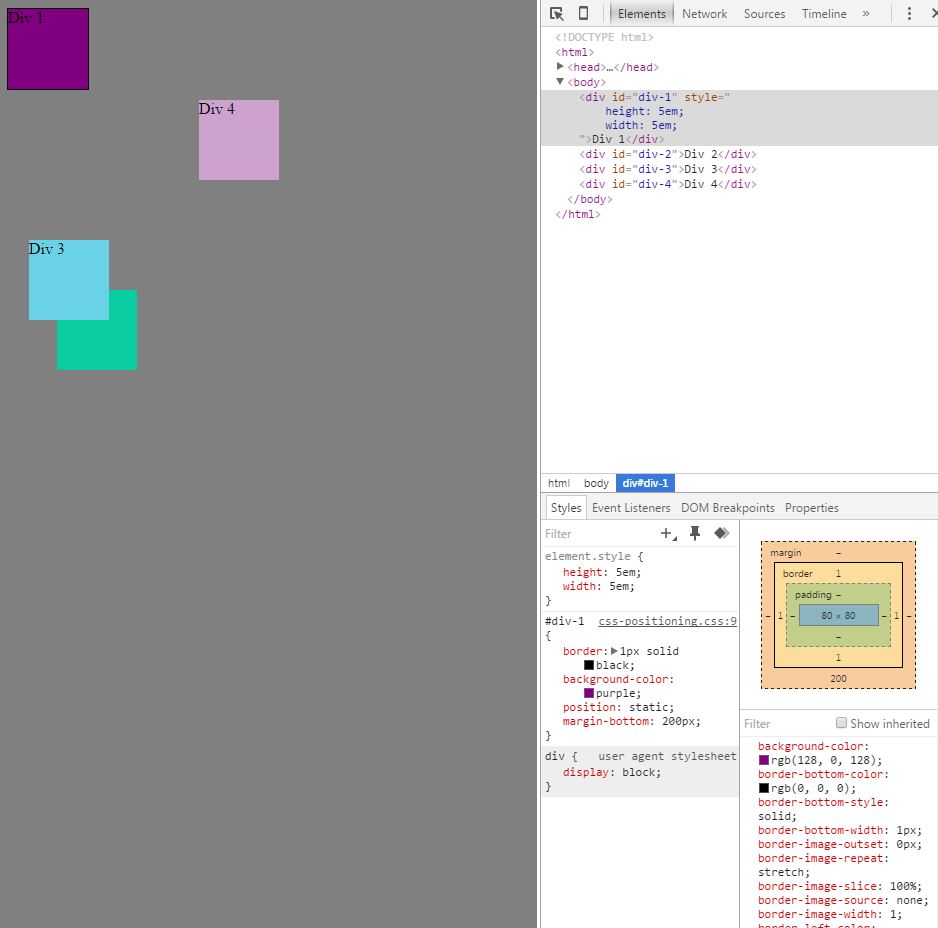 Div 1
Div 4
Div 3
Elements Network Sources Timeline »
<!DOCTYPE html>
<html>
<head>…</head>
<body>
<div id="div-1" style="
height: 5em;
width: 5em;
">Div 1</div>
<div id="div-2">Div 2</div>
<div id="div-3">Div 3</div>
<div id="div-4">Div 4</div>
</body>
</html>
html body div#div-1
Styles Event Listeners DOM Breakpoints Properties
Filter
element.style {
height: 5em;
width: 5em;
}
#div-1 css-positioning.css:9
{
border: 1px solid
black;
background-color:
purple;
position: static;
margin-bottom: 200px;
}
div { user agent stylesheet
display: block;
}
margin –
border 1
padding –
– 1 – 80 × 80 – 1 –
–
1
200
Filter Show inherited
background-color:
rgb(128, 0, 128);
border-bottom-color:
rgb(0, 0, 0);
border-bottom-style:
solid;
border-bottom-width: 1px;
border-image-outset: 0px;
border-image-repeat:
stretch;
border-image-slice: 100%;
border-image-source: none;
border-image-width: 1;
border-left-color: